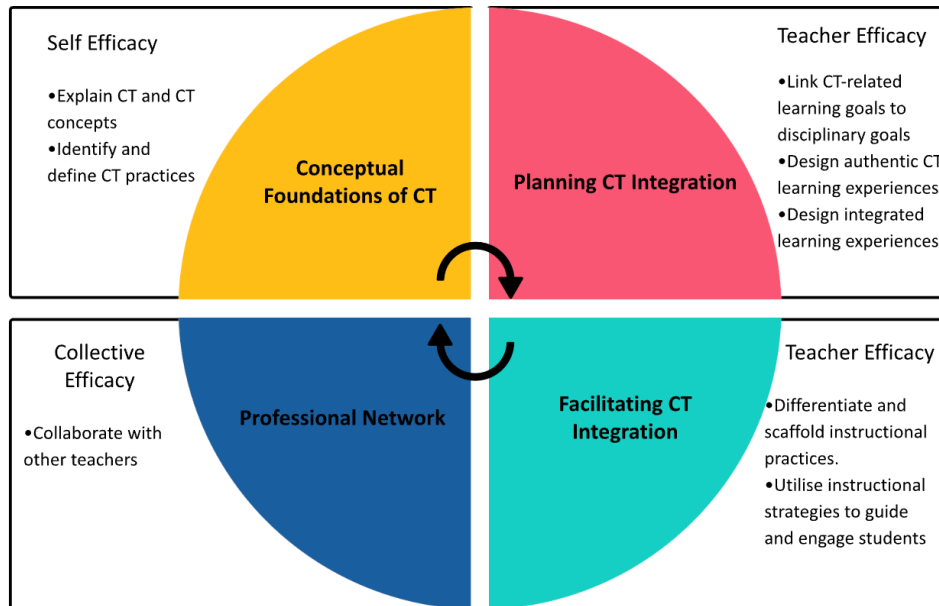 Self Efficacy
•Explain CT and CT
concepts
•Identify and
define CT practices
Conceptual
Foundations of CT
Planning CT Integration
Teacher Efficacy
•Link CT-related
learning goals to
disciplinary goals
•Design authentic CT
learning experiences
•Design integrated
learning experiences
Collective
Efficacy
•Collaborate with
other teachers
Professional Network
Facilitating CT
Integration
Teacher Efficacy
•Differentiate and
scaffold instructional
practices.
•Utilise instructional
strategies to guide
and engage students